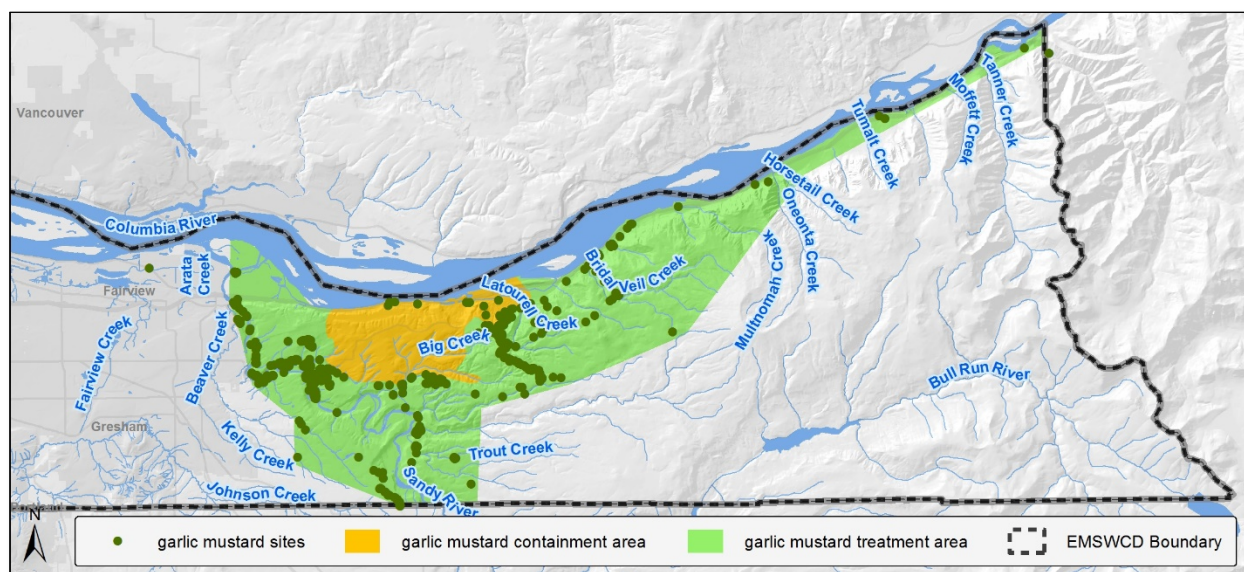 Vancouver
Columbia River
Arata
Creek
Fairview
Fairview Creek
Beaver Creek
Gresham
Kelly Creek
Johnson Creek
Sandy River
Trout Creek
Big Creek
Latourell Creek
Bridal Veil Creek
Multnomah Creek
Oneonta Creek
Horsetail Creek
Tumalt Creek
Moffett Creek
Tanner Creek
Bull Run River
N
garlic mustard sites
garlic mustard containment area
garlic mustard treatment area
EMSWCD Boundary